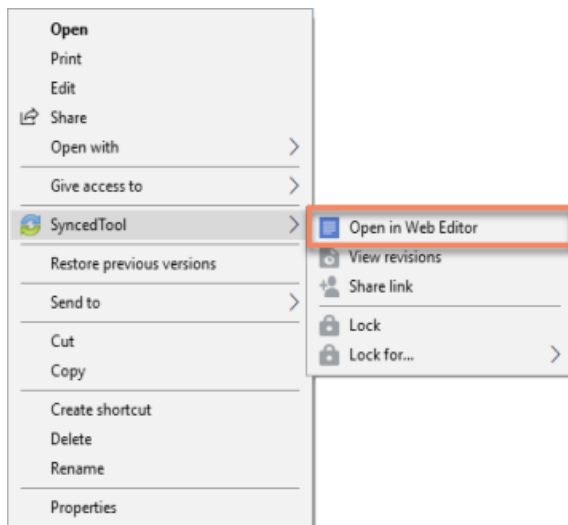 Open
Print
Edit
Share
Open with
Give access to
SyncedTool
Restore previous versions
Send to
Cut
Copy
Create shortcut
Delete
Rename
Properties
Open in Web Editor
View revisions
Share link
Lock
Lock for...